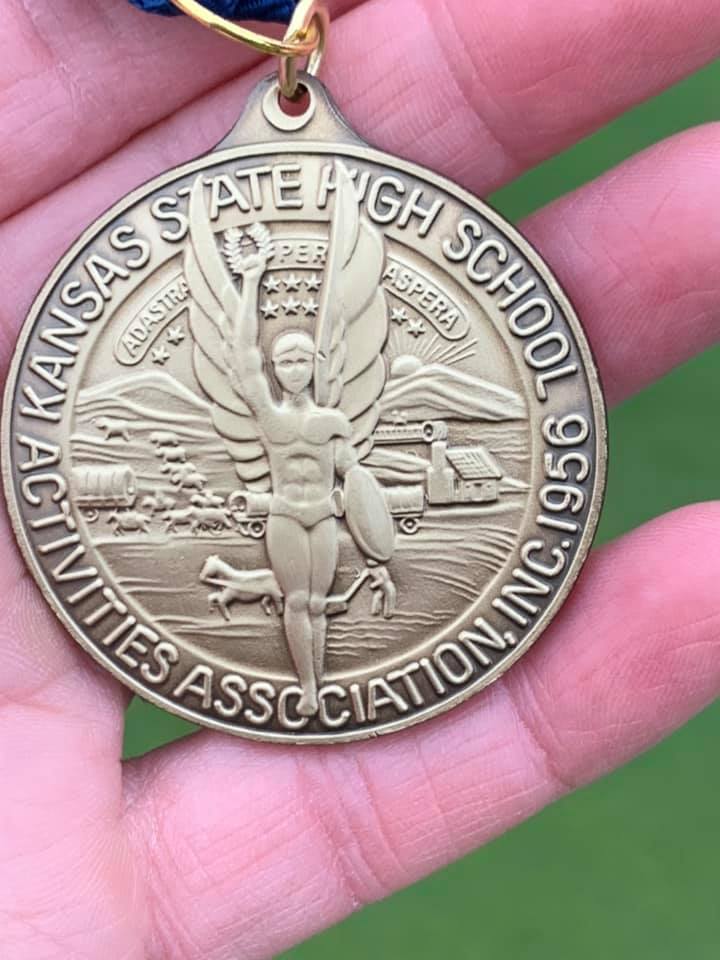 KANSAS STATE HIGH SCHOOL
ACTIVITIES ASSOCIATION, INC. 1956
AD ASTRA PER ASPERA